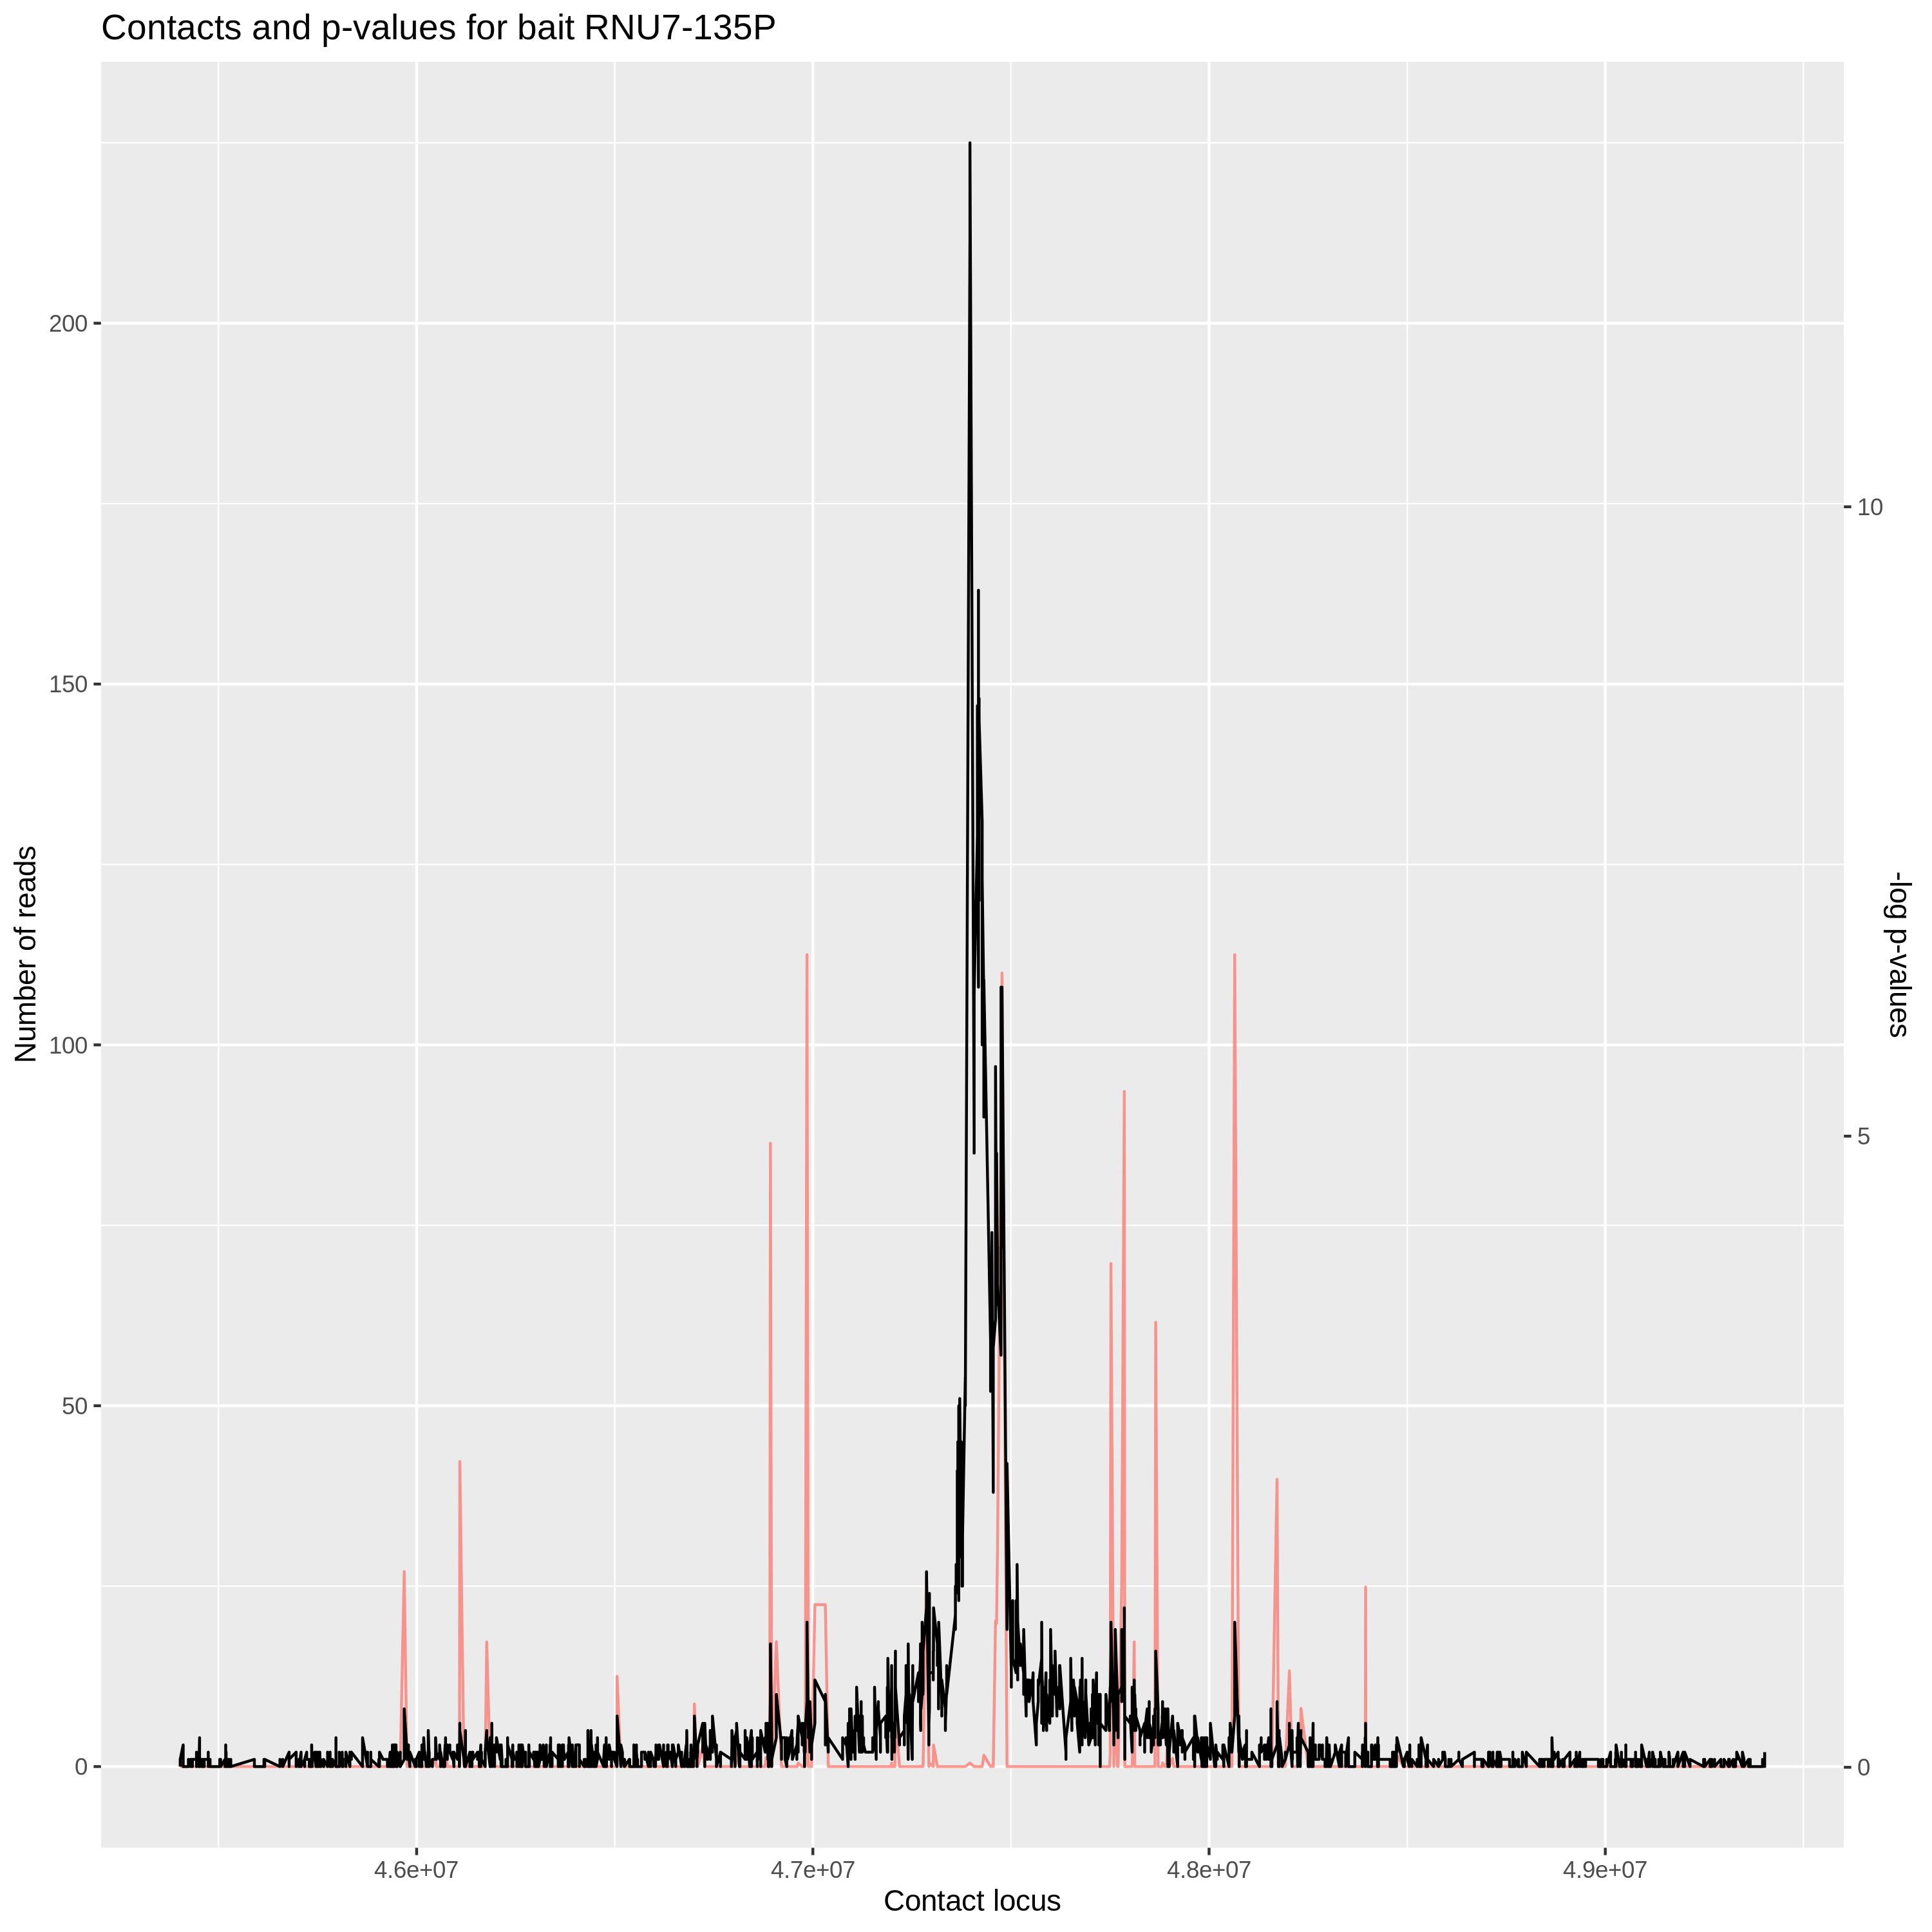 Contacts and p-values for bait RNU7-135P
200
150
100
50
0
Number of reads
10
5
0
-log p-values
4.6e+07
4.7e+07
4.8e+07
4.9e+07
Contact locus